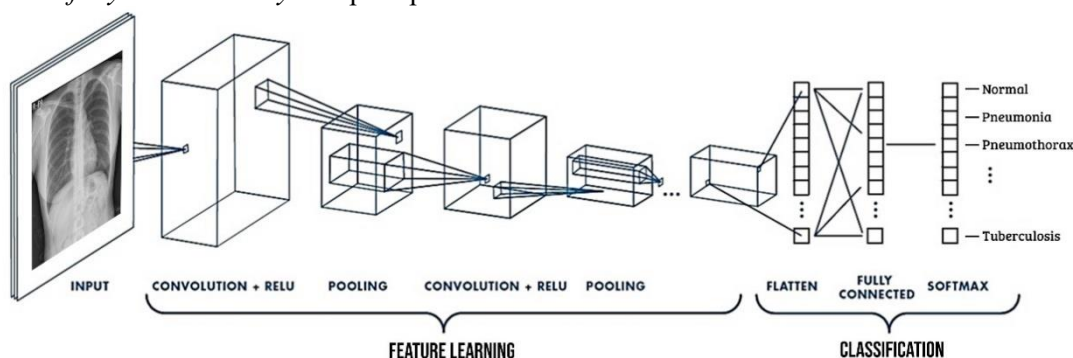 Normal
Pneumonia
Pneumothorax
Tuberculosis
INPUT
CONVOLUTION + RELU
POOLING
CONVOLUTION + RELU
POOLING
FLATTEN
FULLY
CONNECTED
SOFTMAX
FEATURE LEARNING
CLASSIFICATION